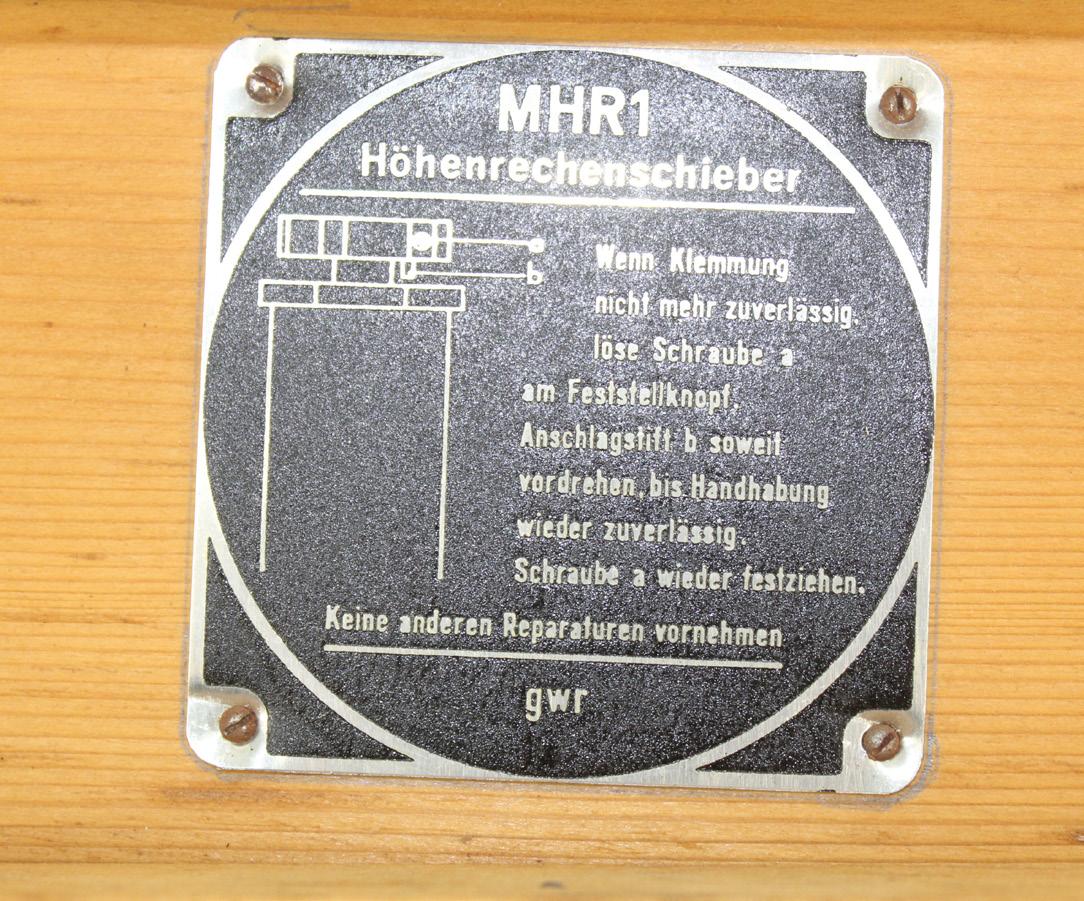 MHR1
Höhenrechenschieber
a
b
Wenn Klemmung
nicht mehr zuverlässig,
löse Schraube a
am Feststellknopf.
Anschlagstift b soweit
vordrehen, bis Handhabung
wieder zuverlässig.
Schraube a wieder festziehen.
Keine anderen Reparaturen vornehmen
gwr